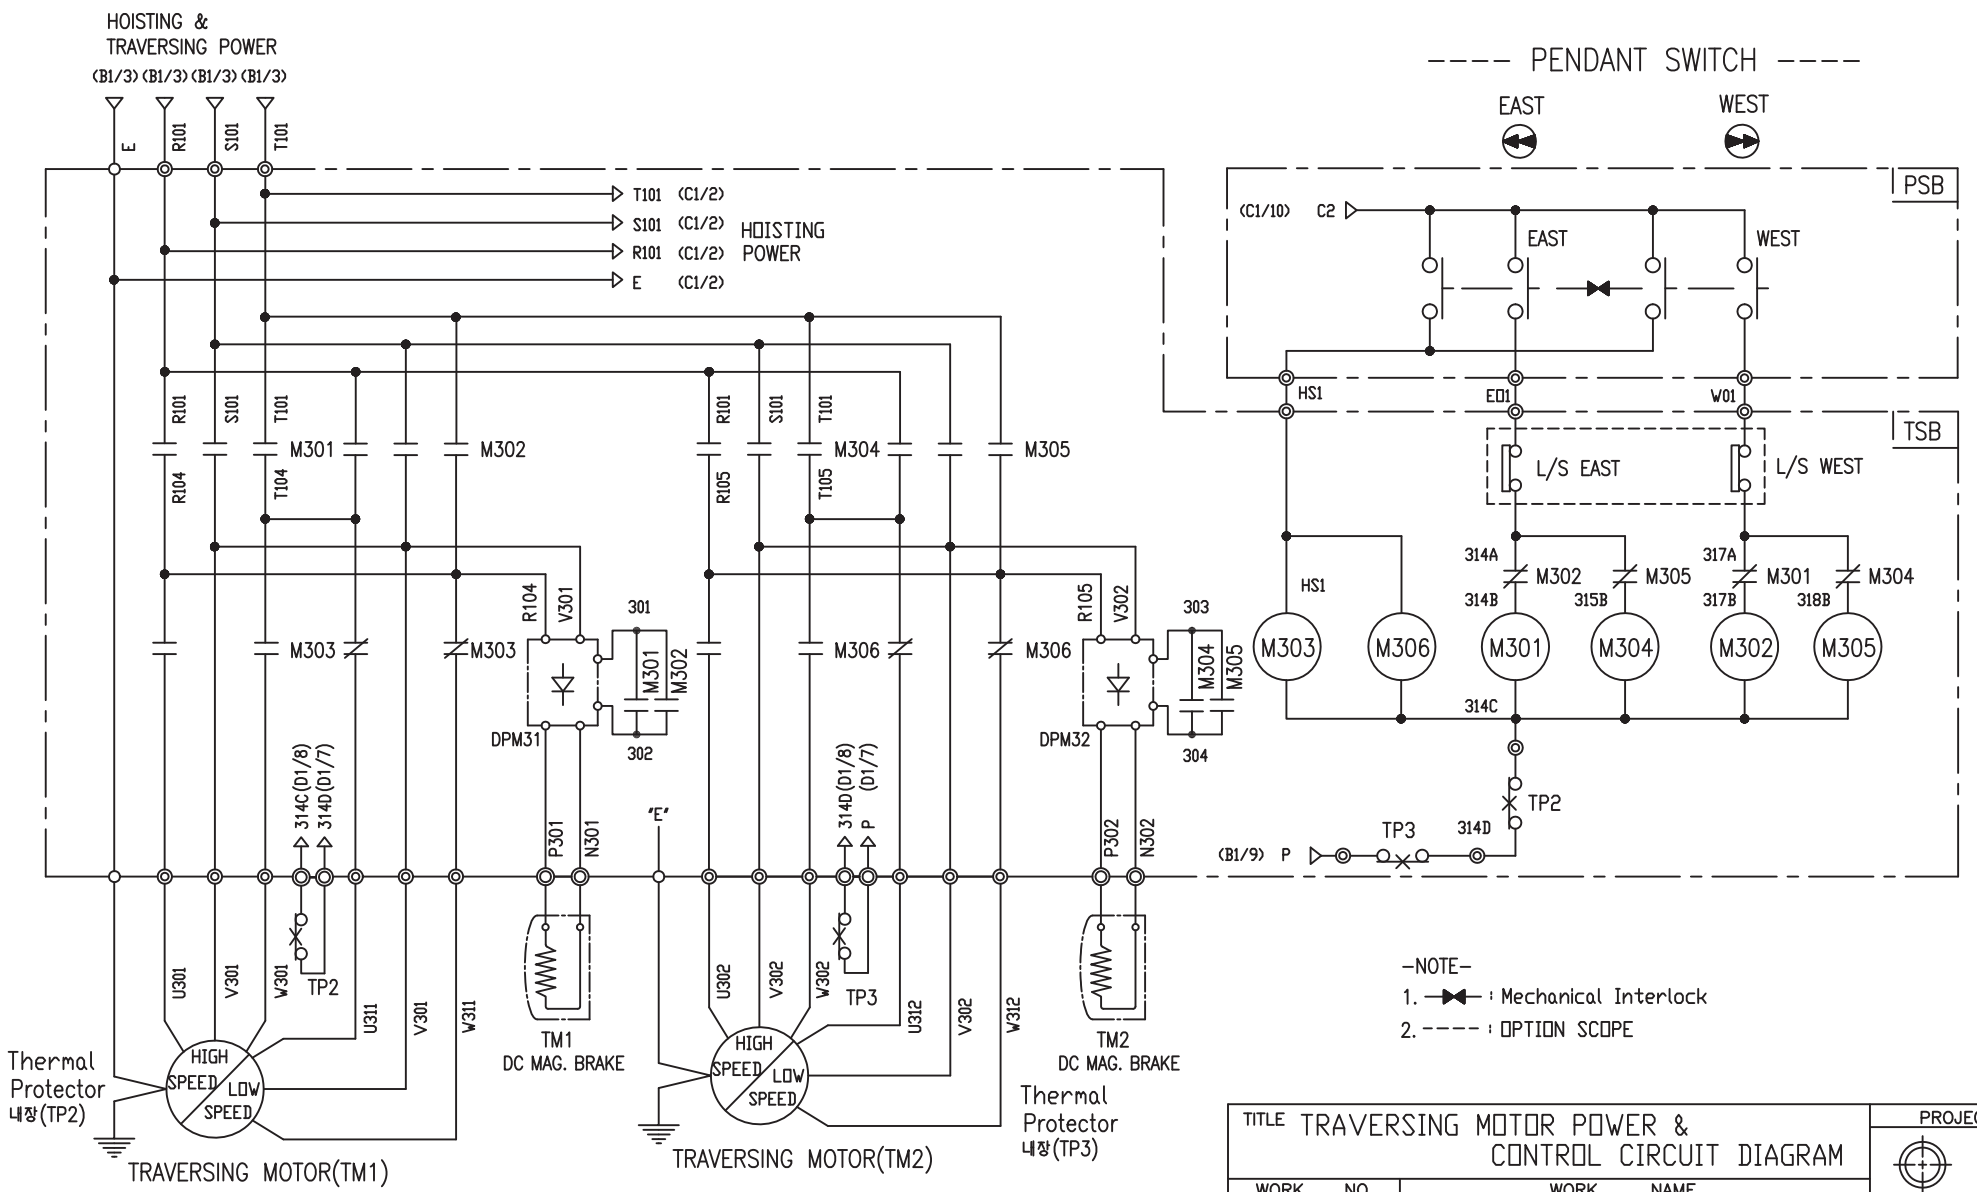 HOISTING &
TRAVERSING POWER
(B1/3) (B1/3) (B1/3) (B1/3)
E R101 S101 T101
T101 (C1/2)
S101 (C1/2)
R101 (C1/2)
E (C1/2)
HOISTING
POWER
R101 S101 T101
M301
M302
R104 T104
R101 S101 T101
M304
M305
R105 T105
M303
M303
R104 V301
301
M301 M302
302
DPM31
M306
M306
R105 V302
303
M304 M305
304
DPM32
314C(D1/8) 314D(D1/7)
P301 N301
"E"
314D(D1/8) P (D1/7)
P302 N302
U301 V301 W301
TP2
U311 V301 W311
U302 V302 W302
TP3
U312 V302 W312
TM1
DC MAG. BRAKE
TM2
DC MAG. BRAKE
HIGH
SPEED
LOW
SPEED
HIGH
SPEED
LOW
SPEED
Thermal
Protector
내장(TP2)
Thermal
Protector
내장(TP3)
TRAVERSING MOTOR(TM1)
TRAVERSING MOTOR(TM2)
PENDANT SWITCH
EAST WEST
PSB
(C1/10) C2
EAST WEST
HS1 E01 W01
TSB
L/S EAST
L/S WEST
314A 317A
HS1 M302 M305 M301 M304
314B 315B 317B 318B
M303 M306 M301 M304 M302 M305
314C
TP2
TP3 314D
(B1/9) P
-NOTE-
1. : Mechanical Interlock
2. ---- : OPTION SCOPE
TITLE TRAVERSING MOTOR POWER &
CONTROL CIRCUIT DIAGRAM
PROJEC
WORK NO WORK NAME